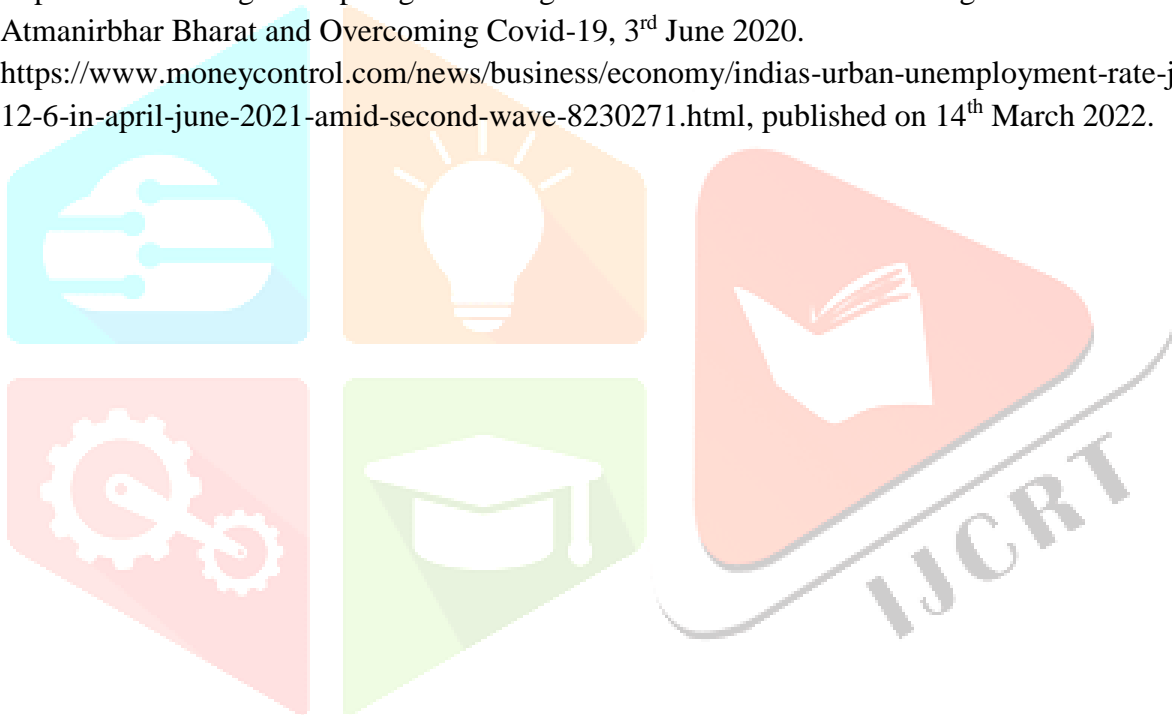 Atmanirbhar Bharat and Overcoming Covid-19, 3rd June 2020.
https://www.moneycontrol.com/news/business/economy/indias-urban-unemployment-rate-j
12-6-in-april-june-2021-amid-second-wave-8230271.html, published on 14th March 2022.
IJCRT